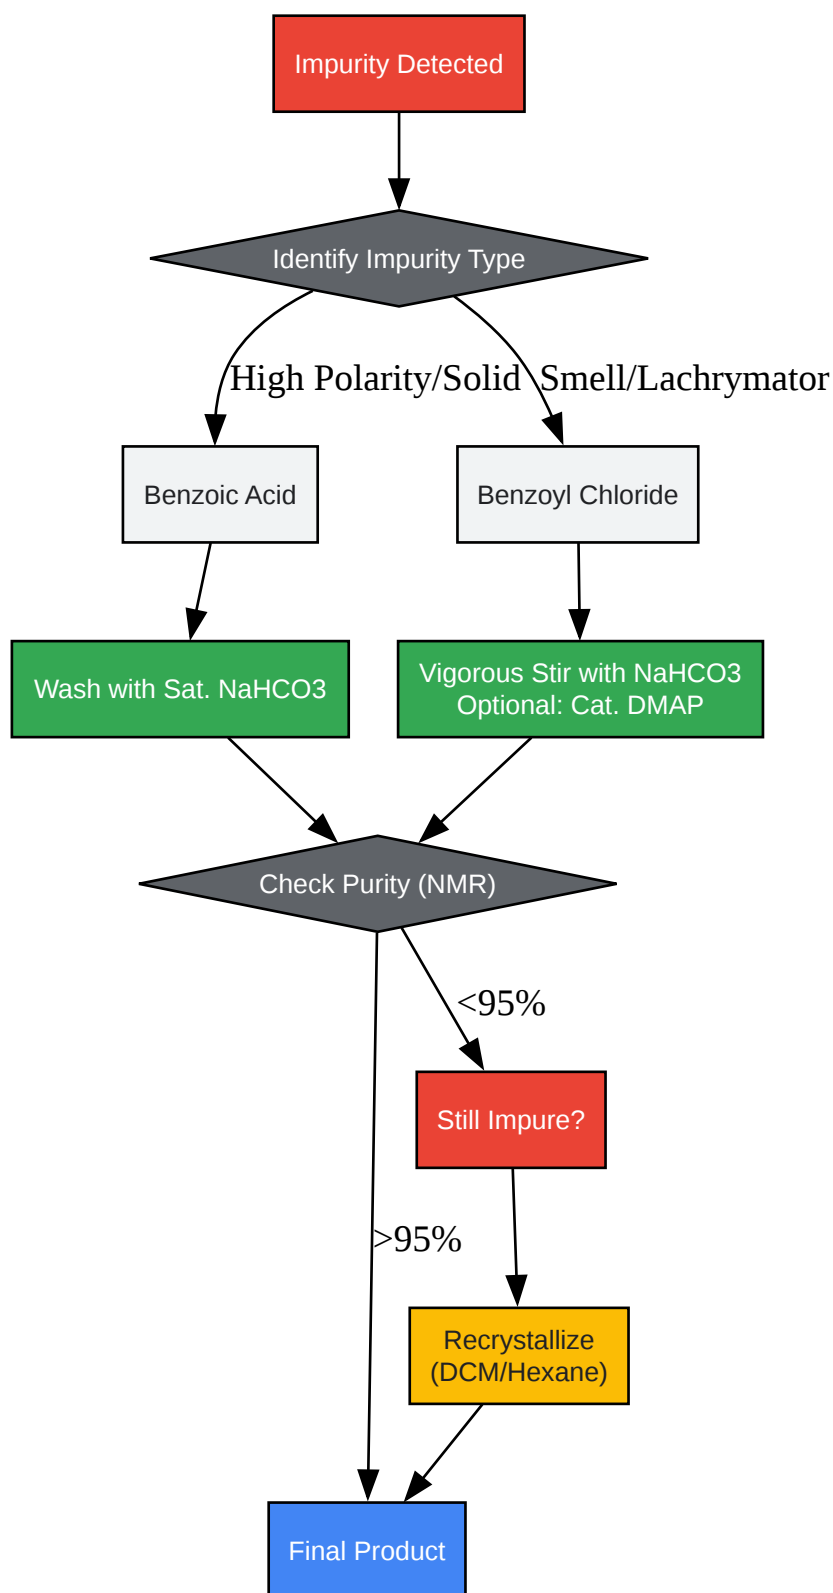 Impurity Detected
Identify Impurity Type
High Polarity/Solid
Smell/Lachrymator
Benzoic Acid
Benzoyl Chloride
Wash with Sat. NaHCO3
Vigorous Stir with NaHCO3
Optional: Cat. DMAP
Check Purity (NMR)
<95%
Still Impure?
>95%
Recrystallize
(DCM/Hexane)
Final Product